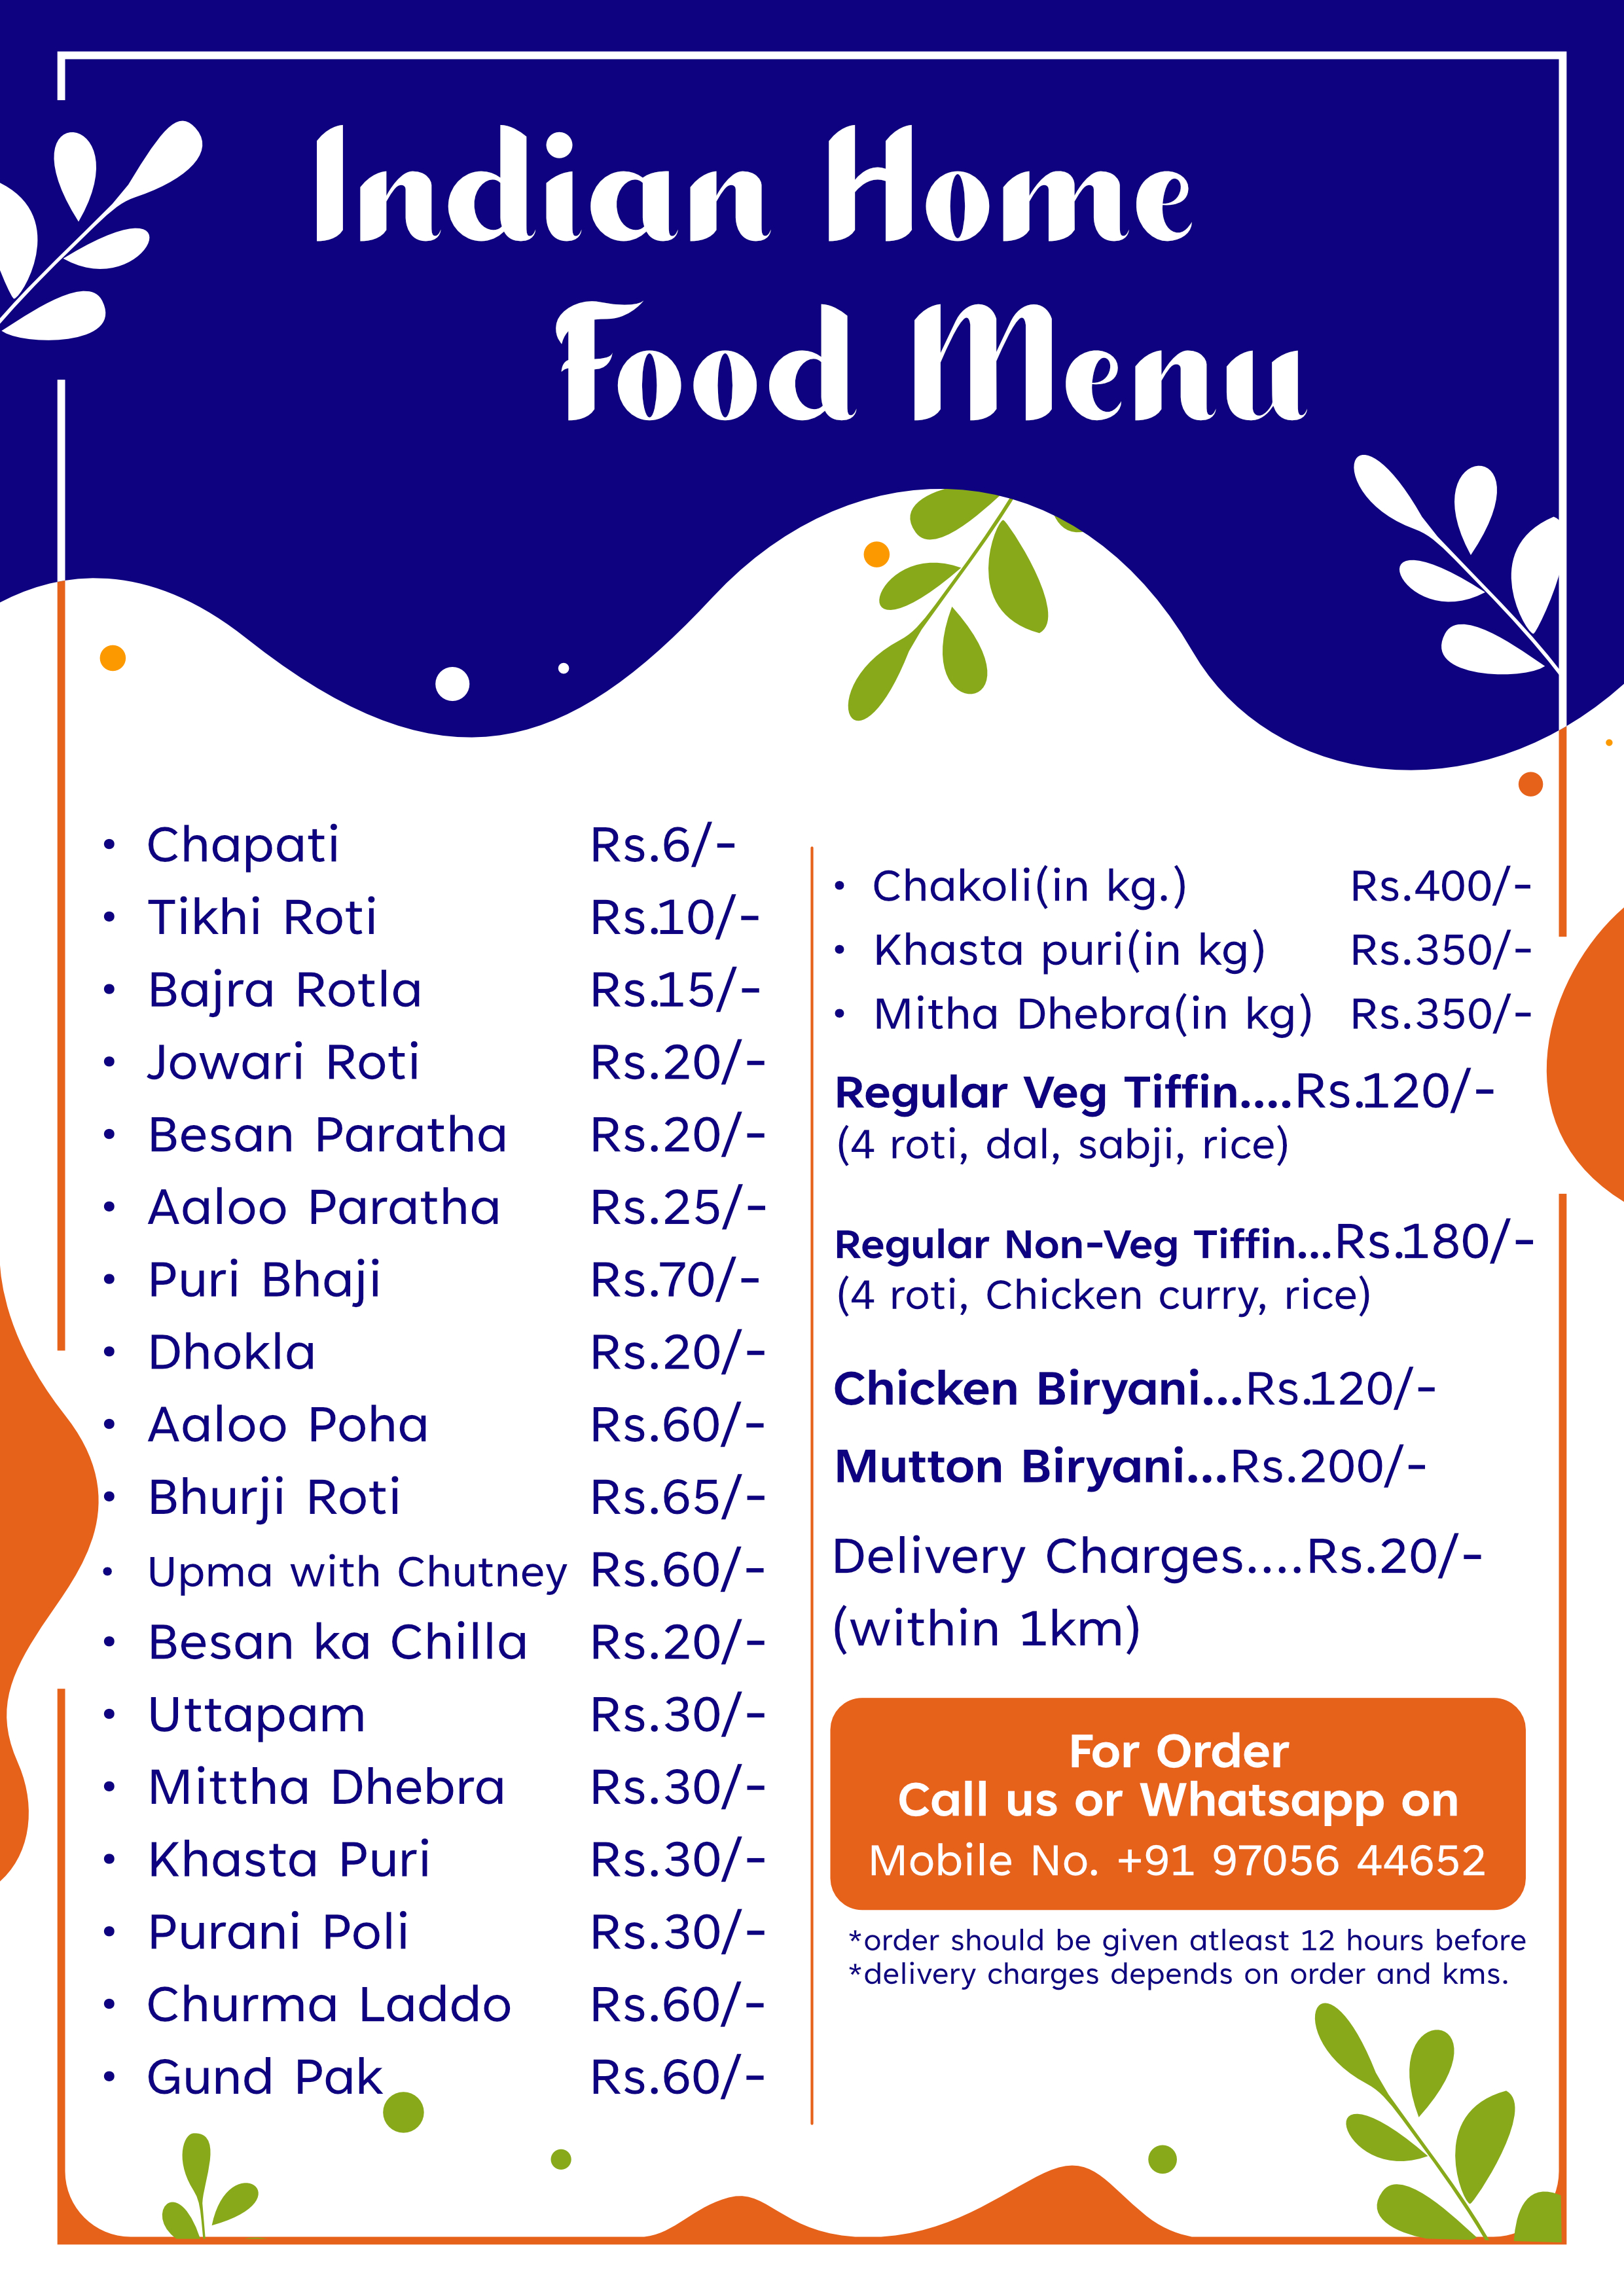 Indian Home
Food Menu
• Chapati Rs.6/-
• Tikhi Roti Rs.10/-
• Bajra Rotla Rs.15/-
• Jowari Roti Rs.20/-
• Besan Paratha Rs.20/-
• Aaloo Paratha Rs.25/-
• Puri Bhaji Rs.70/-
• Dhokla Rs.20/-
• Aaloo Poha Rs.60/-
• Bhurji Roti Rs.65/-
• Upma with Chutney Rs.60/-
• Besan ka Chilla Rs.20/-
• Uttapam Rs.30/-
• Mittha Dhebra Rs.30/-
• Khasta Puri Rs.30/-
• Purani Poli Rs.30/-
• Churma Laddo Rs.60/-
• Gund Pak Rs.60/-
• Chakoli(in kg.) Rs.400/-
• Khasta puri(in kg) Rs.350/-
• Mitha Dhebra(in kg) Rs.350/-
Regular Veg Tiffin....Rs.120/-
(4 roti, dal, sabji, rice)
Regular Non-Veg Tiffin...Rs.180/-
(4 roti, Chicken curry, rice)
Chicken Biryani...Rs.120/-
Mutton Biryani...Rs.200/-
Delivery Charges....Rs.20/-
(within 1km)
For Order
Call us or Whatsapp on
Mobile No. +91 97056 44652
*order should be given atleast 12 hours before
*delivery charges depends on order and kms.